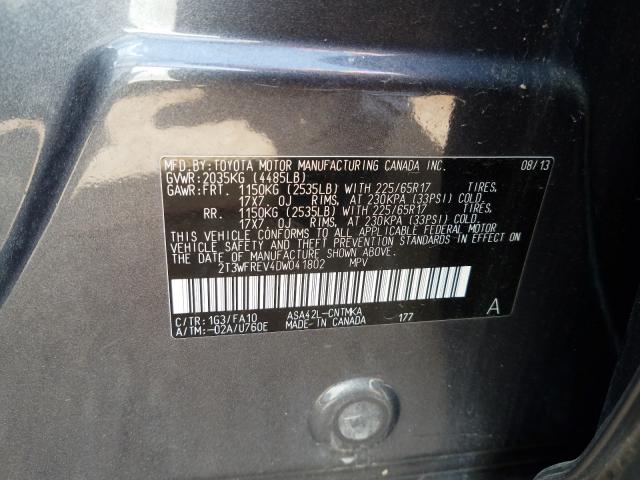 MFD.BY:TOYOTA MOTOR MANUFACTURING CANADA INC. 08/13
GVWR:2035KG (4485LB)
GAWR:FRT. 1150KG (2535LB) WITH 225/65R17 TIRES,
17X7 0J RIMS, AT 230KPA (33PSI) COLD.
RR. 1150KG (2535LB) WITH 225/65R17 TIRES,
17X7 0J RIMS, AT 230KPA (33PSI) COLD.
THIS VEHICLE CONFORMS TO ALL APPLICABLE FEDERAL MOTOR
VEHICLE SAFETY AND THEFT PREVENTION STANDARDS IN EFFECT
ON THE DATE OF MANUFACTURE SHOWN ABOVE.
2T3WFREV4DW041802 MPV
C/TR:1G3/FA10 ASA42L-CNTMKA A
A/TM:-02A/U760E MADE IN CANADA 177